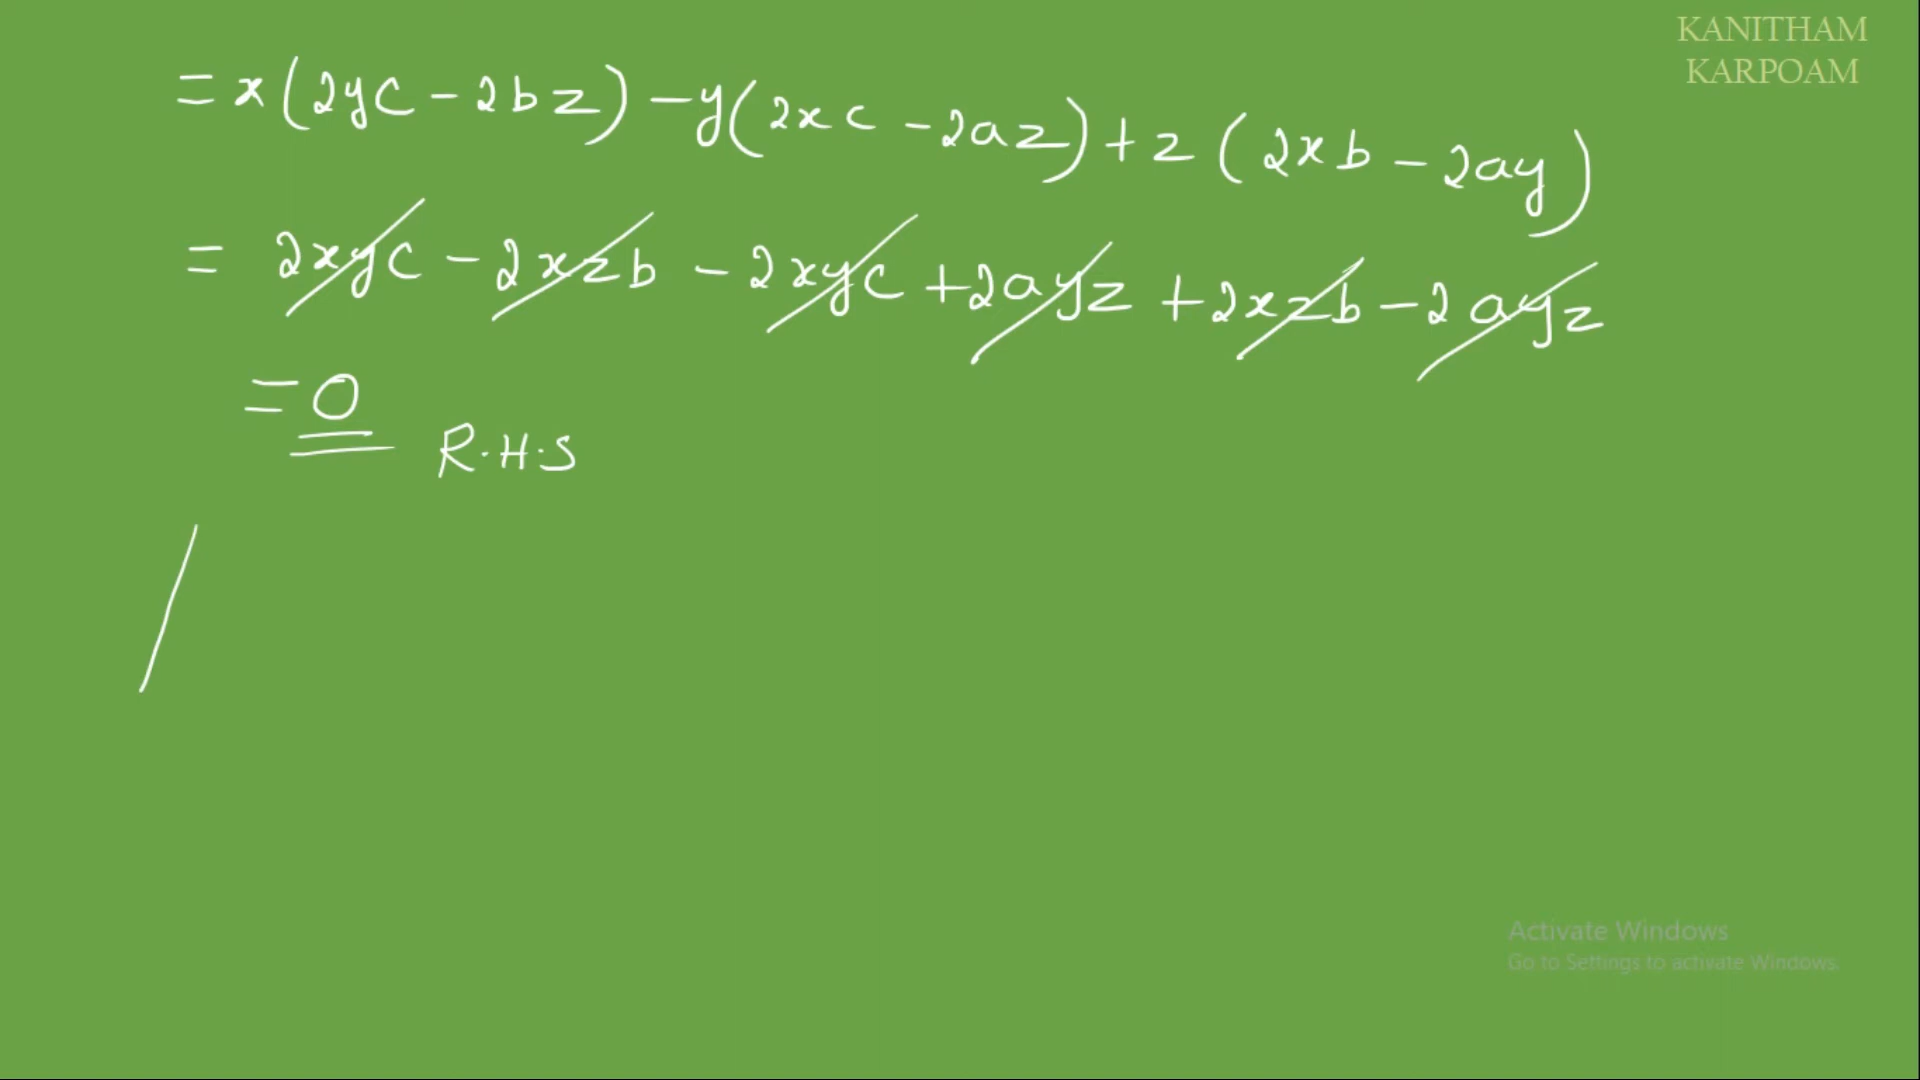 KANITHAM
KARPOAM
= x(2yc - 2bz) - y(2xc - 2az) + z(2xb - 2ay)
= 2xyc - 2xzb - 2xyc + 2ayz + 2xzb - 2ayz
= 0
R.H.S
Activate Windows
Go to Settings to activate Windows.